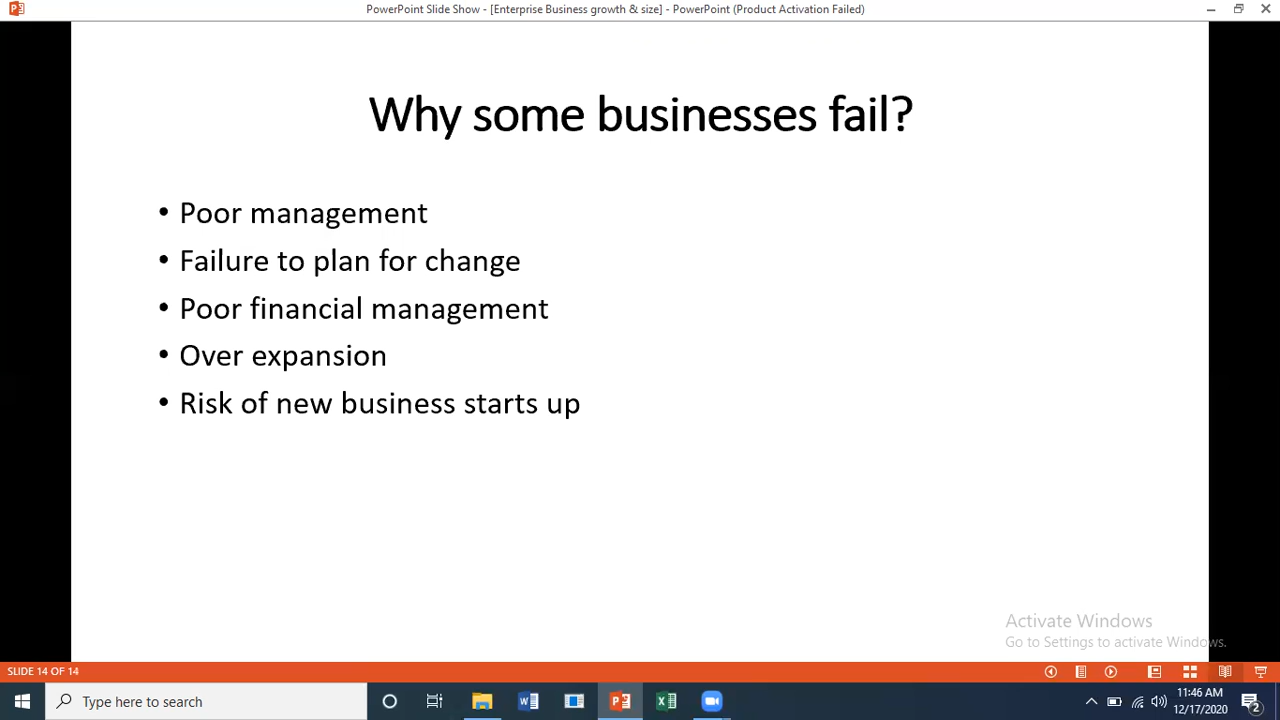 PowerPoint Slide Show - [Enterprise Business growth & size] - PowerPoint (Product Activation Failed)
Why some businesses fail?
• Poor management
• Failure to plan for change
• Poor financial management
• Over expansion
• Risk of new business starts up
Activate Windows
Go to Settings to activate Windows.
SLIDE 14 OF 14
Type here to search
11:46 AM
12/17/2020
2